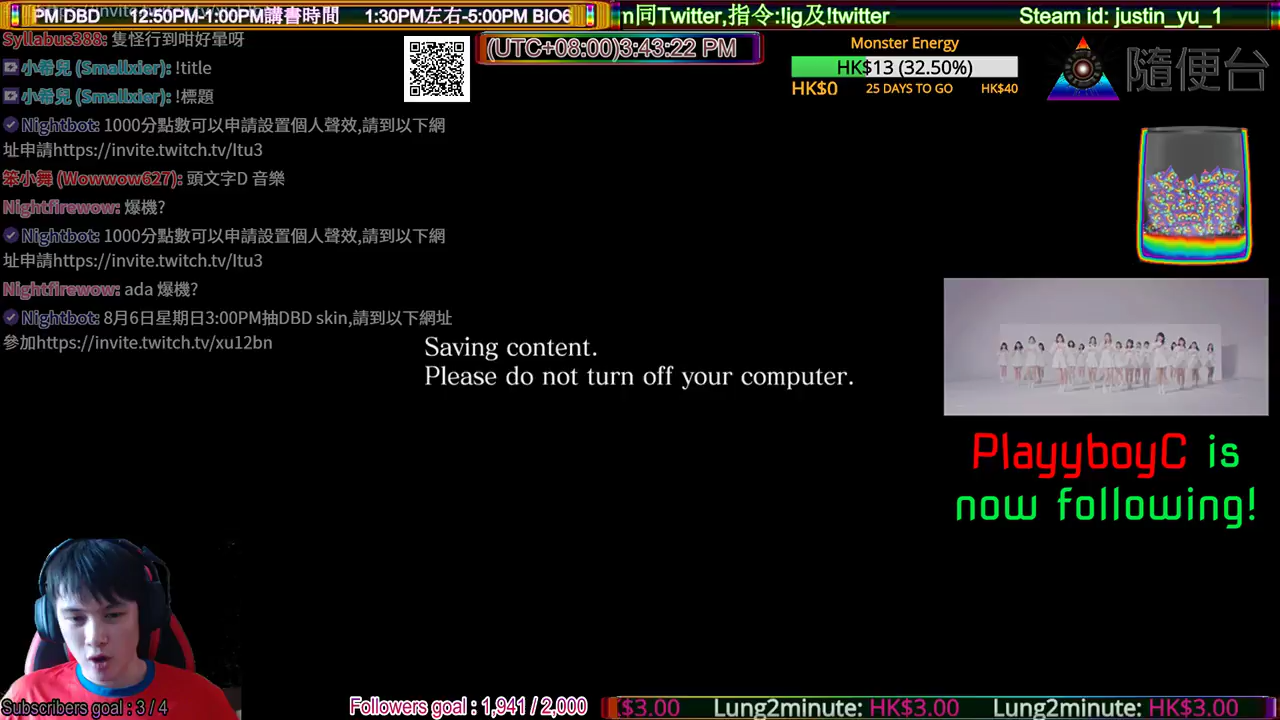 PM DBD 12:50PM-1:00PM講書時間 1:30PM左右-5:00PM BIO6
m同Twitter,指令:!ig及!twitter
Steam id: justin_yu_1
Syllabus388: 隻怪行到咁好暈呀
小希兒 (Smallxier): !title
小希兒 (Smallxier): !標題
Nightbot: 1000分點數可以申請設置個人聲效,請到以下網
址申請https://invite.twitch.tv/Itu3
笨小舞 (Wowwow627): 頭文字D 音樂
Nightfirewow: 爆機?
Nightbot: 1000分點數可以申請設置個人聲效,請到以下網
址申請https://invite.twitch.tv/Itu3
Nightfirewow: ada 爆機?
Nightbot: 8月6日星期日3:00PM抽DBD skin,請到以下網址
參加https://invite.twitch.tv/xu12bn
(UTC+08:00)3:43:22 PM
Monster Energy
HK$13 (32.50%)
HK$0 25 DAYS TO GO HK$40
隨便台
Saving content.
Please do not turn off your computer.
PlayyboyC is
now following!
Subscribers goal : 3 / 4
Followers goal : 1,941 / 2,000
$3.00 Lung2minute: HK$3.00 Lung2minute: HK$3.00